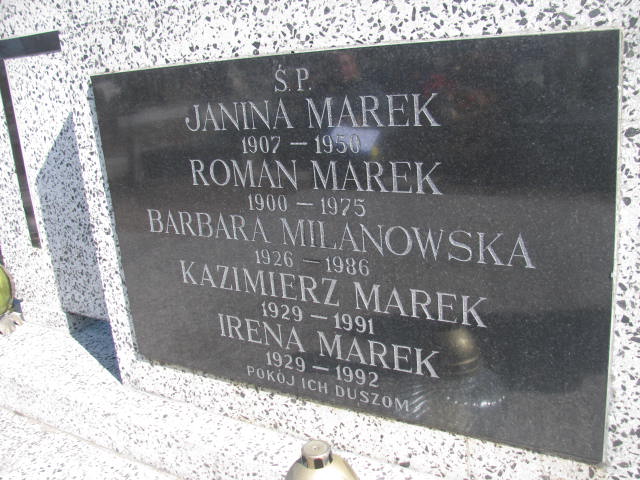 Ś.P.
JANINA MAREK
1907 — 1950
ROMAN MAREK
1900 — 1975
BARBARA MILANOWSKA
1926 — 1986
KAZIMIERZ MAREK
1929 — 1991
IRENA MAREK
1929 — 1992
POKÓJ ICH DUSZOM